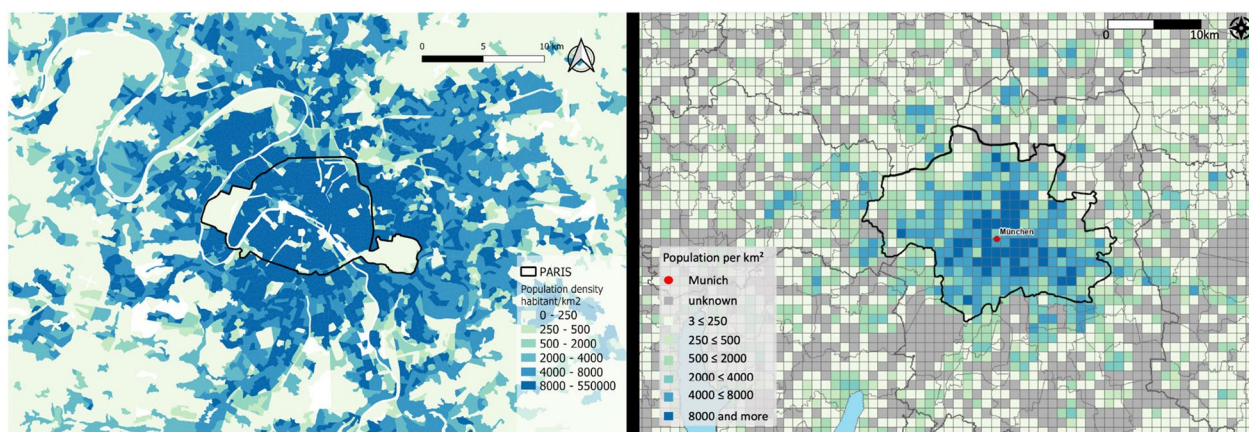 0 5 10 km
PARIS
Population density
habitant/km2
0 - 250
250 - 500
500 - 2000
2000 - 4000
4000 - 8000
8000 - 550000
0 10km
München
Population per km²
Munich
unknown
3 ≤ 250
250 ≤ 500
500 ≤ 2000
2000 ≤ 4000
4000 ≤ 8000
8000 and more